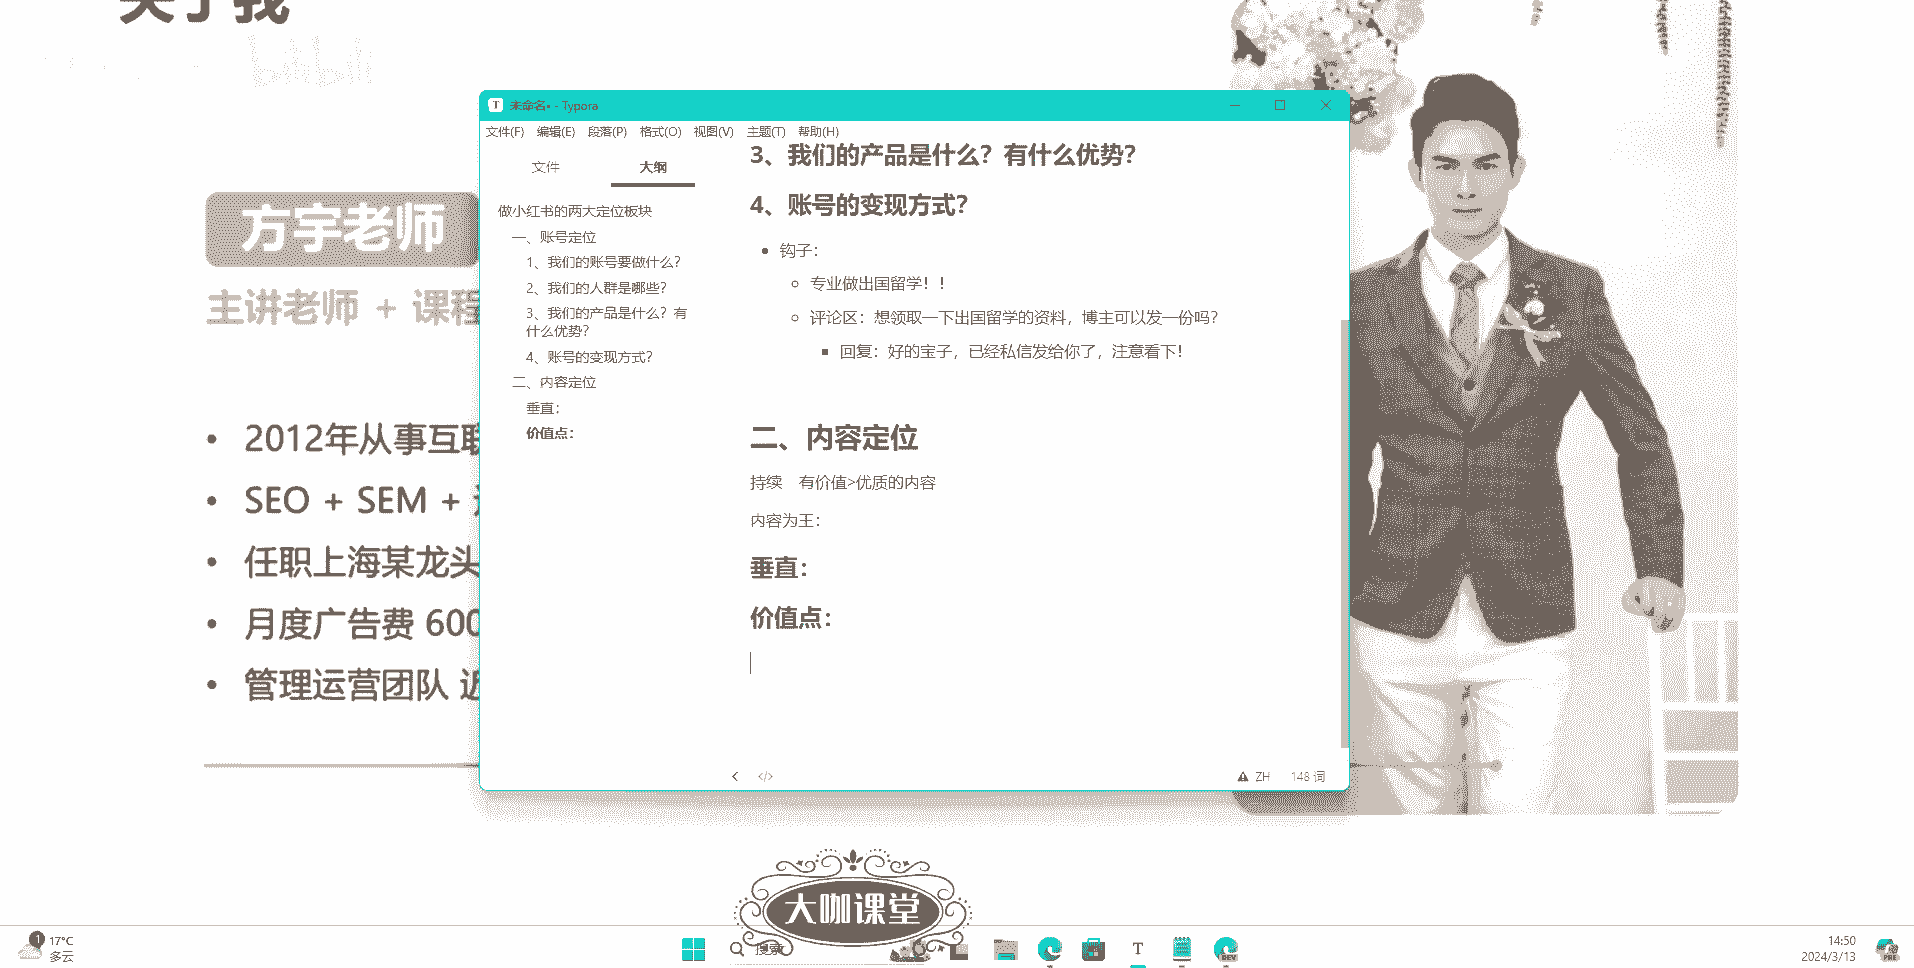 关于我
bilibili
方宇老师
主讲老师 + 课程
• 2012年从事互联
• SEO + SEM +
• 任职上海某龙头
• 月度广告费 600
• 管理运营团队 近
T 未命名• - Typora
文件(F) 编辑(E) 段落(P) 格式(O) 视图(V) 主题(T) 帮助(H)
文件 大纲
做小红书的两大定位板块
一、账号定位
1、我们的账号要做什么？
2、我们的人群是哪些？
3、我们的产品是什么？有
什么优势？
4、账号的变现方式？
二、内容定位
垂直：
价值点：
3、我们的产品是什么？有什么优势？
4、账号的变现方式？
• 钩子：
○ 专业做出国留学！！
○ 评论区：想领取一下出国留学的资料，博主可以发一份吗？
▪ 回复：好的宝子，已经私信发给你了，注意看下！
二、内容定位
持续 有价值>优质的内容
内容为王：
垂直：
价值点：
</> ZH 148 词
大咖课堂
1 17°C
多云
搜索
T
DEV
14:50
2024/3/13
PRE